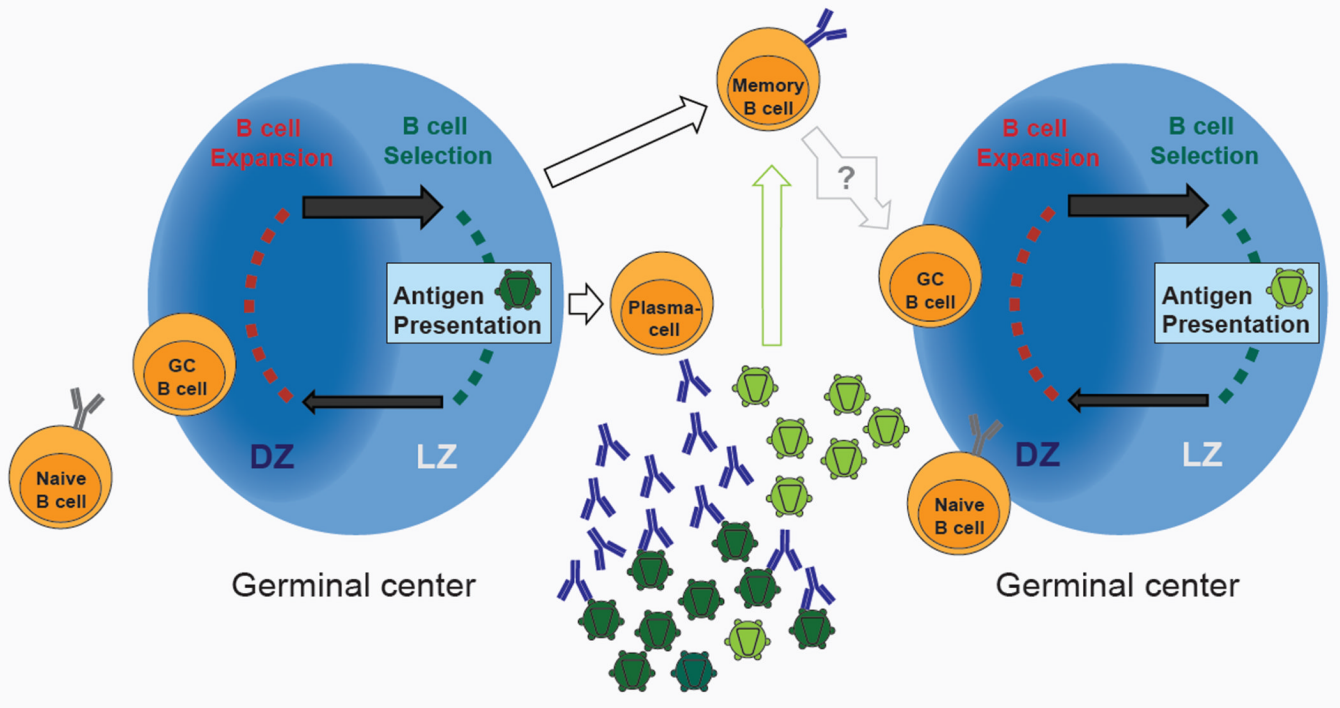 Memory
B cell
B cell
Expansion
B cell
Selection
Antigen
Presentation
GC
B cell
DZ
LZ
Naive
B cell
Germinal center
Plasma-
cell
?
B cell
Expansion
B cell
Selection
GC
B cell
Antigen
Presentation
DZ
LZ
Naive
B cell
Germinal center